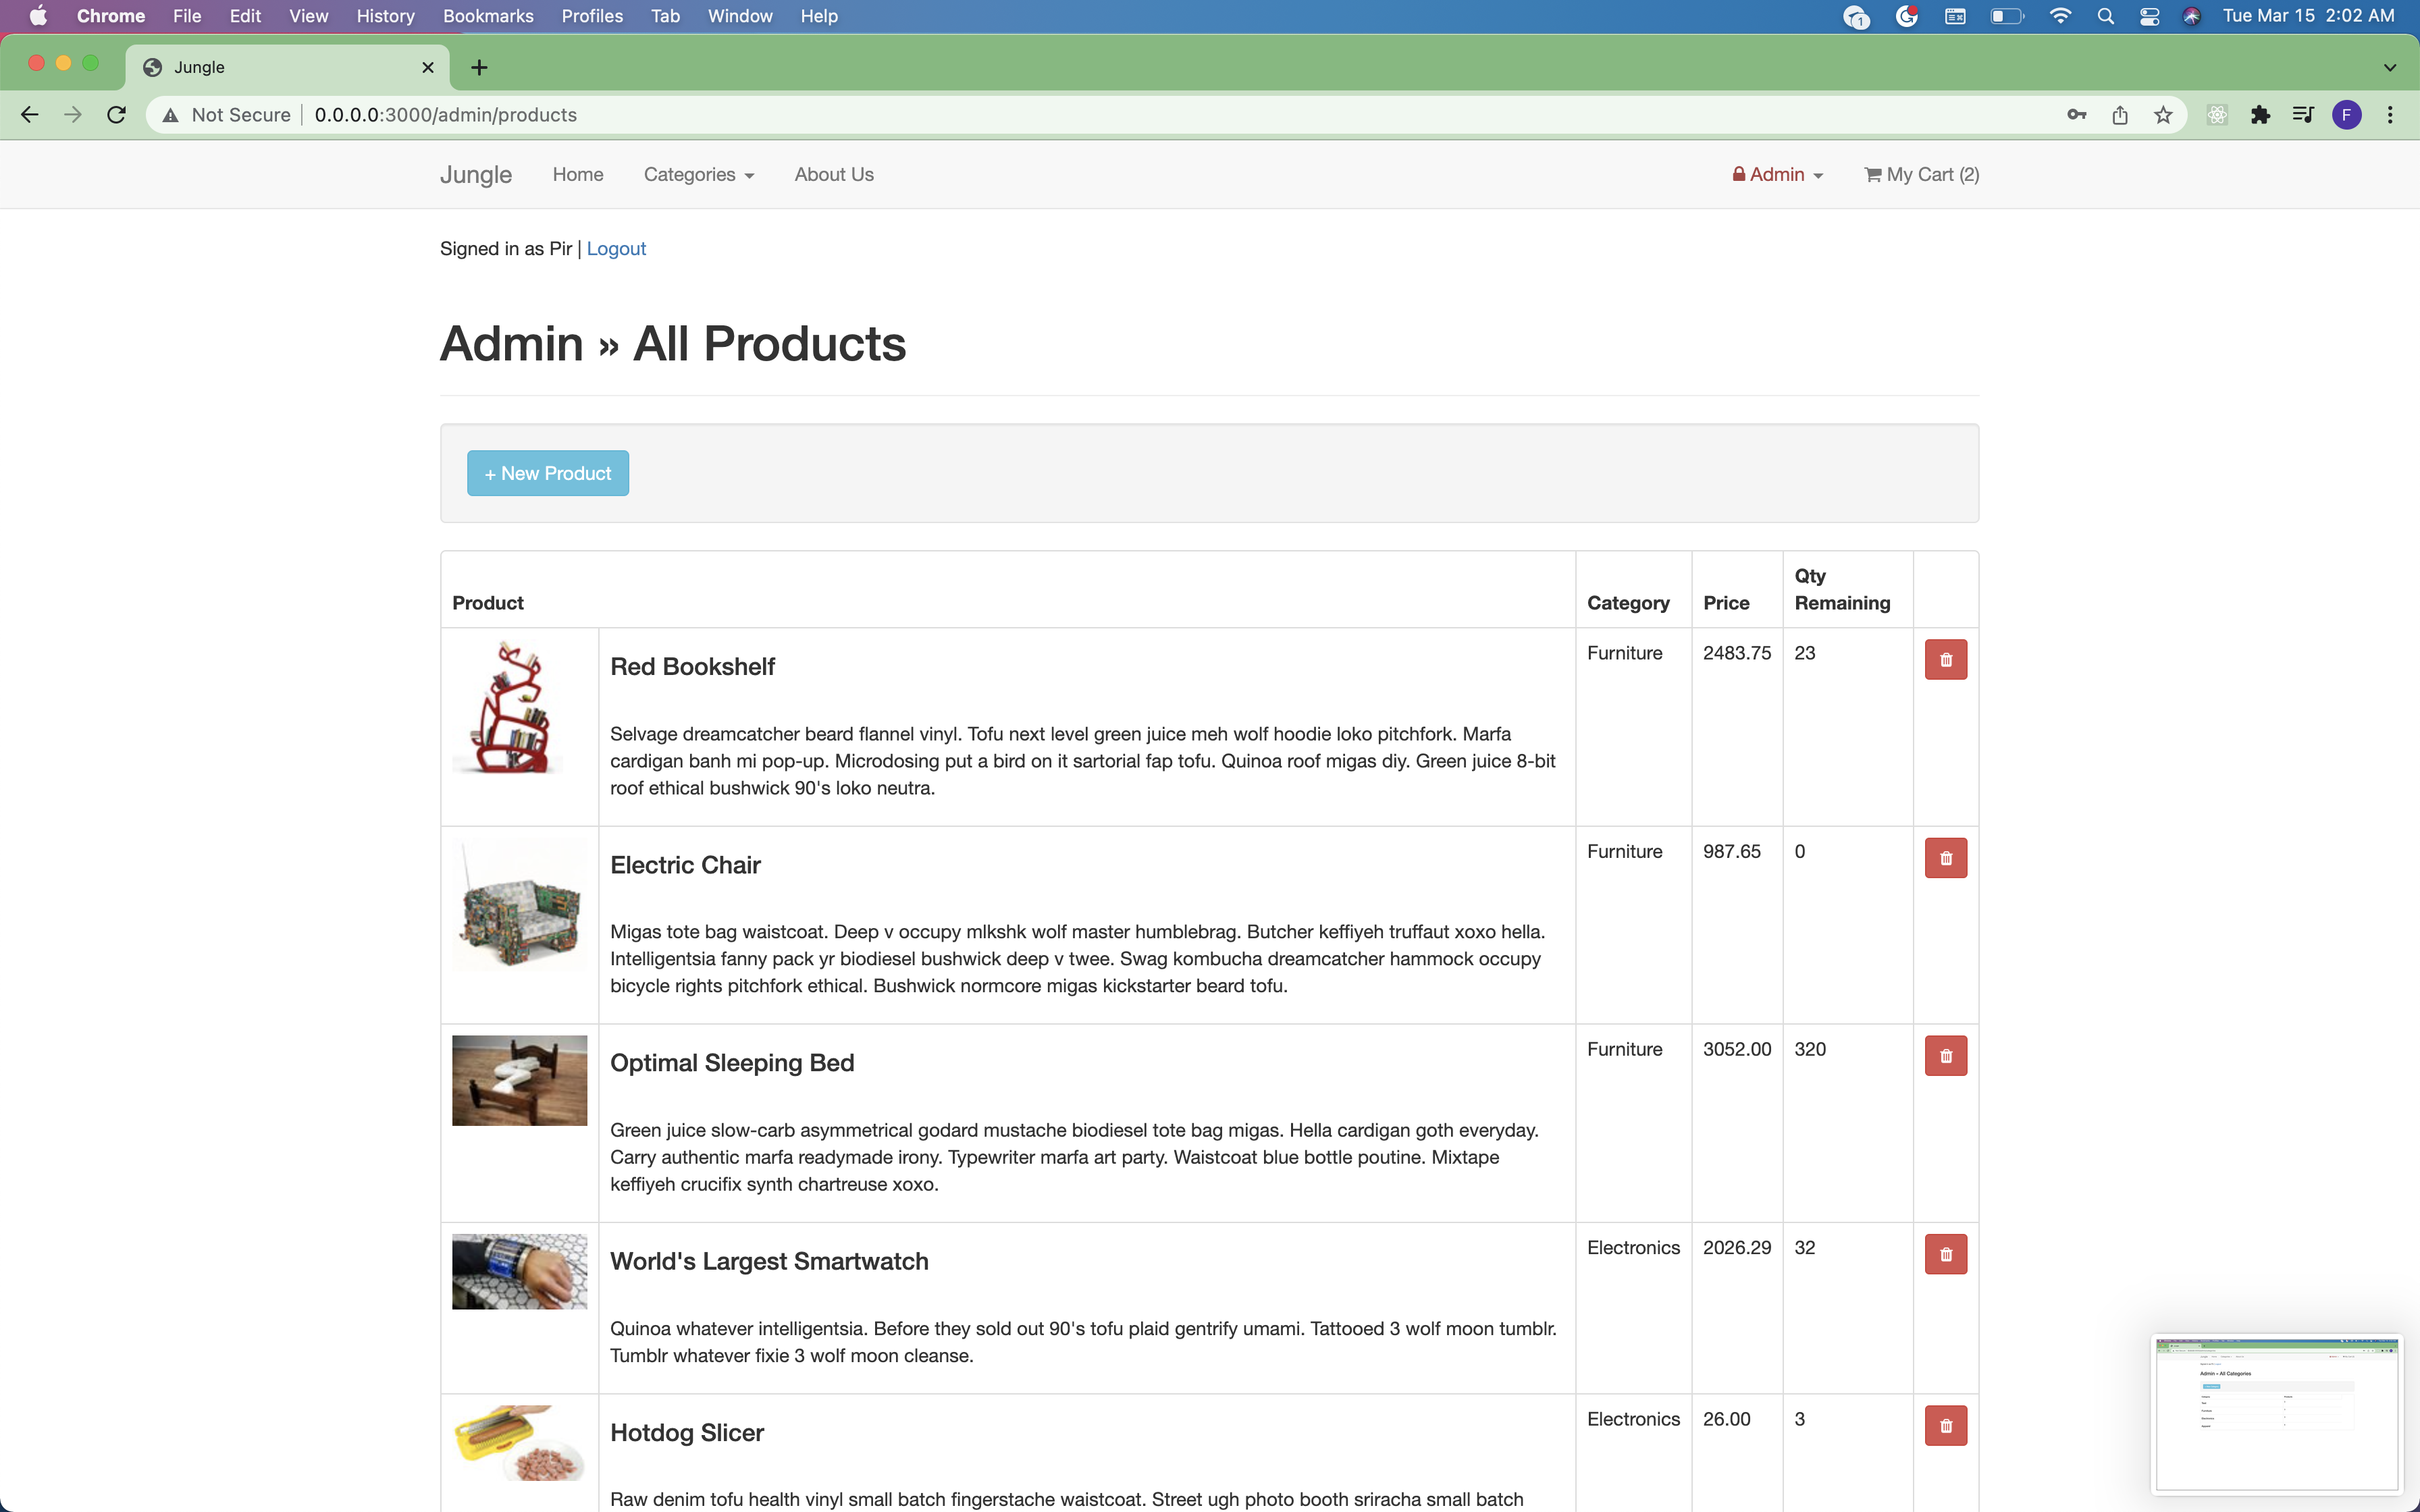 Chrome File Edit View History Bookmarks Profiles Tab Window Help 1 Tue Mar 15 2:02 AM
Jungle
Not Secure 0.0.0.0:3000/admin/products F
Jungle Home Categories About Us Admin My Cart (2)
Signed in as Pir | Logout
Admin » All Products
+ New Product
Product Category Price Qty Remaining
Red Bookshelf Furniture 2483.75 23
Selvage dreamcatcher beard flannel vinyl. Tofu next level green juice meh wolf hoodie loko pitchfork. Marfa
cardigan banh mi pop-up. Microdosing put a bird on it sartorial fap tofu. Quinoa roof migas diy. Green juice 8-bit
roof ethical bushwick 90's loko neutra.
Electric Chair Furniture 987.65 0
Migas tote bag waistcoat. Deep v occupy mlkshk wolf master humblebrag. Butcher keffiyeh truffaut xoxo hella.
Intelligentsia fanny pack yr biodiesel bushwick deep v twee. Swag kombucha dreamcatcher hammock occupy
bicycle rights pitchfork ethical. Bushwick normcore migas kickstarter beard tofu.
Optimal Sleeping Bed Furniture 3052.00 320
Green juice slow-carb asymmetrical godard mustache biodiesel tote bag migas. Hella cardigan goth everyday.
Carry authentic marfa readymade irony. Typewriter marfa art party. Waistcoat blue bottle poutine. Mixtape
keffiyeh crucifix synth chartreuse xoxo.
World's Largest Smartwatch Electronics 2026.29 32
Quinoa whatever intelligentsia. Before they sold out 90's tofu plaid gentrify umami. Tattooed 3 wolf moon tumblr.
Tumblr whatever fixie 3 wolf moon cleanse.
Hotdog Slicer Electronics 26.00 3
Raw denim tofu health vinyl small batch fingerstache waistcoat. Street ugh photo booth sriracha small batch
Admin » All Categories